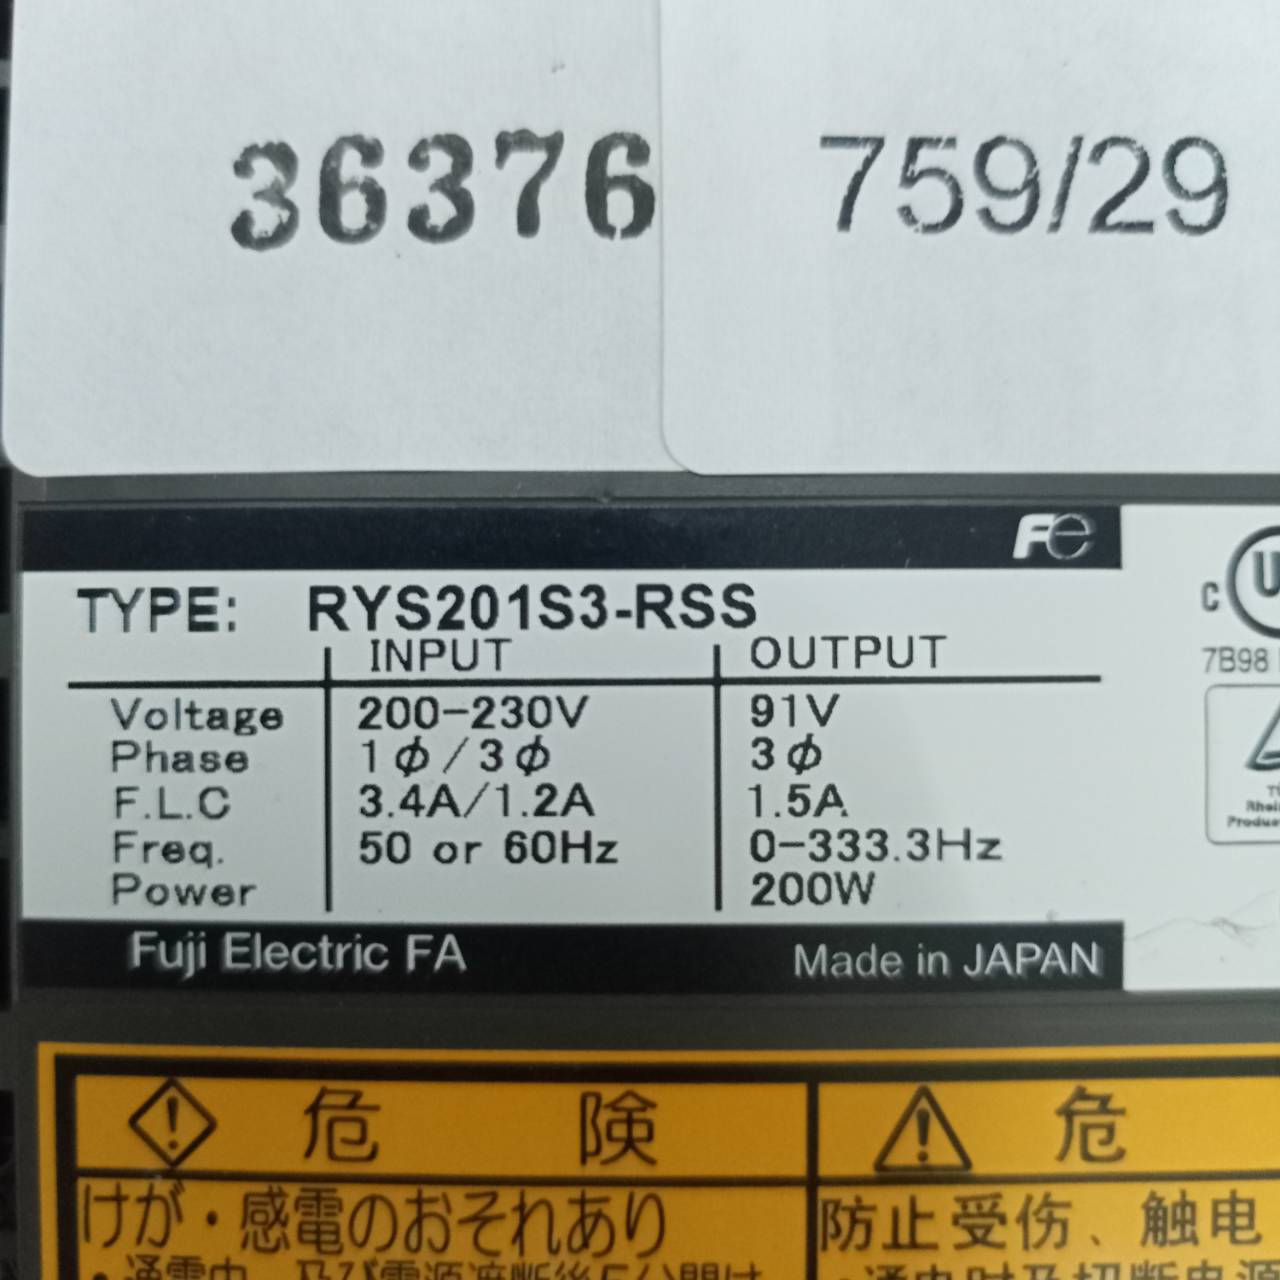 36376
759/29
Fe
TYPE: RYS201S3-RSS
INPUT OUTPUT
Voltage 200-230V 91V
Phase 1φ/3φ 3φ
F.L.C 3.4A/1.2A 1.5A
Freq. 50 or 60Hz 0-333.3Hz
Power 200W
Fuji Electric FA Made in JAPAN
C U
7B98
危 険
けが・感電のおそれあり
危
防止受伤、触电